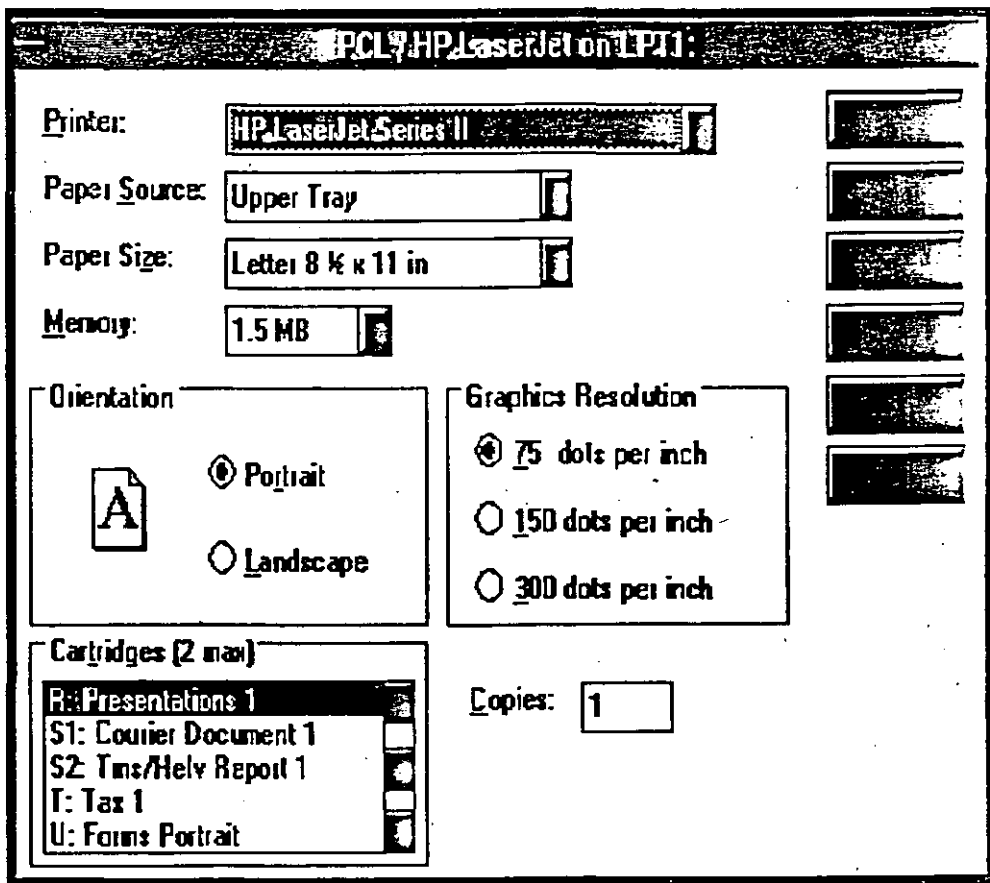 PCL / HP LaserJet on LPT1:
Printer: HP LaserJet Series II
Paper Source: Upper Tray
Paper Size: Letter 8 ½ x 11 in
Memory: 1.5 MB
Orientation
A
Portrait
Landscape
Graphics Resolution
75 dots per inch
150 dots per inch
300 dots per inch
Cartridges (2 max)
R: Presentations 1
S1: Courier Document 1
S2: Tms/Helv Report 1
T: Tax 1
U: Forms Portrait
Copies: 1